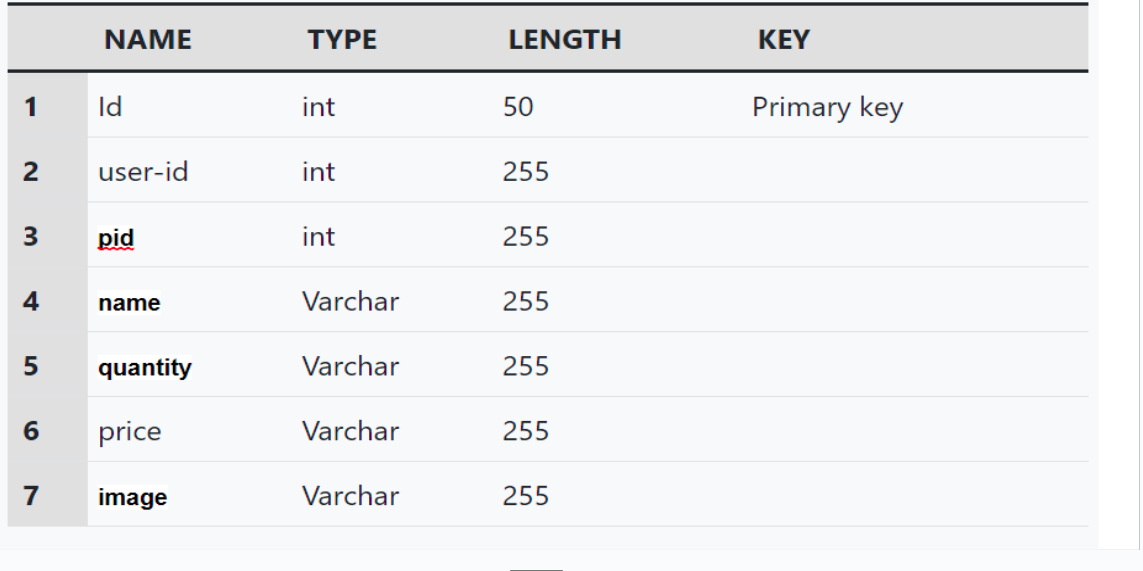 NAME TYPE LENGTH KEY
1 Id int 50 Primary key
2 user-id int 255
3 pid int 255
4 name Varchar 255
5 quantity Varchar 255
6 price Varchar 255
7 image Varchar 255